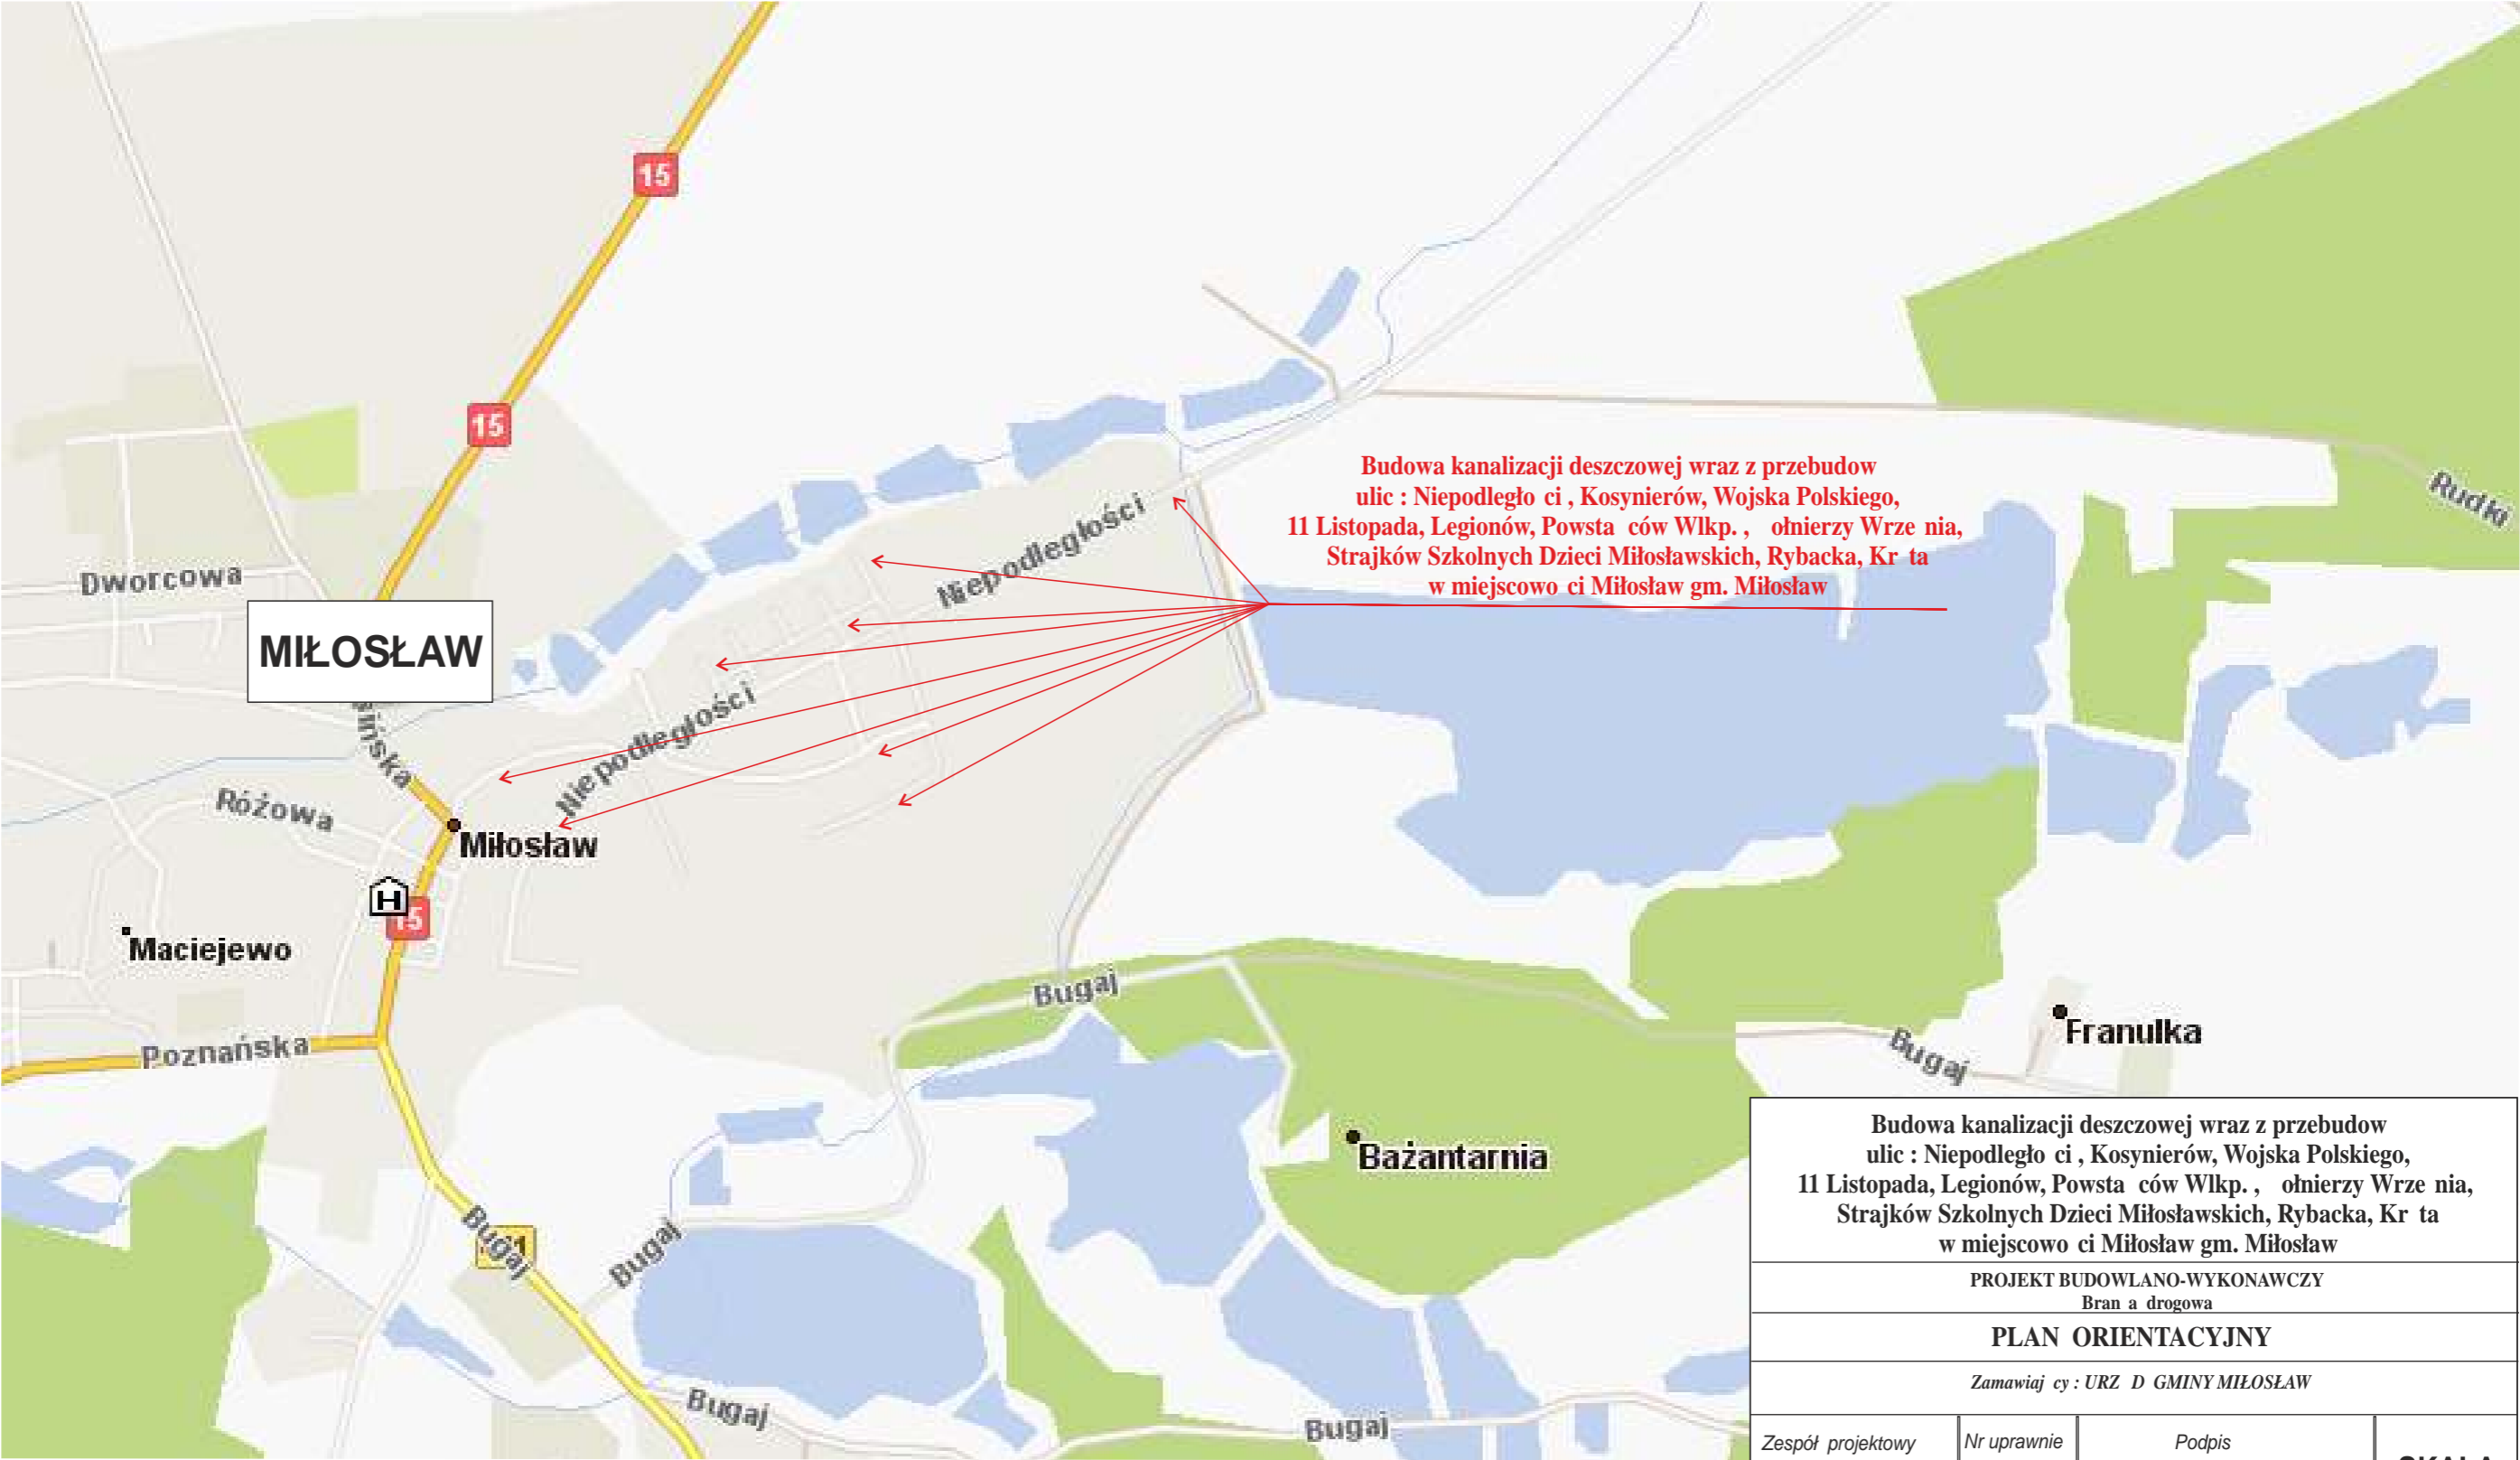 15
15
Budowa kanalizacji deszczowej wraz z przebudow
ulic : Niepodległo ci , Kosynierów, Wojska Polskiego,
11 Listopada, Legionów, Powsta ców Wlkp. , ołnierzy Wrze nia,
Strajków Szkolnych Dzieci Miłosławskich, Rybacka, Kr ta
w miejscowo ci Miłosław gm. Miłosław
Rudki
Niepodległości
Dworcowa
MIŁOSŁAW
Niepodległości
Różowa
Miłosław
H
15
Maciejewo
Bugaj
Poznańska
Franulka
Bugaj
Bażantarnia
Bugaj
Bugaj
Bugaj
Bugaj
Budowa kanalizacji deszczowej wraz z przebudow
ulic : Niepodległo ci , Kosynierów, Wojska Polskiego,
11 Listopada, Legionów, Powsta ców Wlkp. , ołnierzy Wrze nia,
Strajków Szkolnych Dzieci Miłosławskich, Rybacka, Kr ta
w miejscowo ci Miłosław gm. Miłosław
PROJEKT BUDOWLANO-WYKONAWCZY
Bran a drogowa
PLAN ORIENTACYJNY
Zamawiaj cy : URZ D GMINY MIŁOSŁAW
Zespół projektowy
Nr uprawnie
Podpis
SKALA